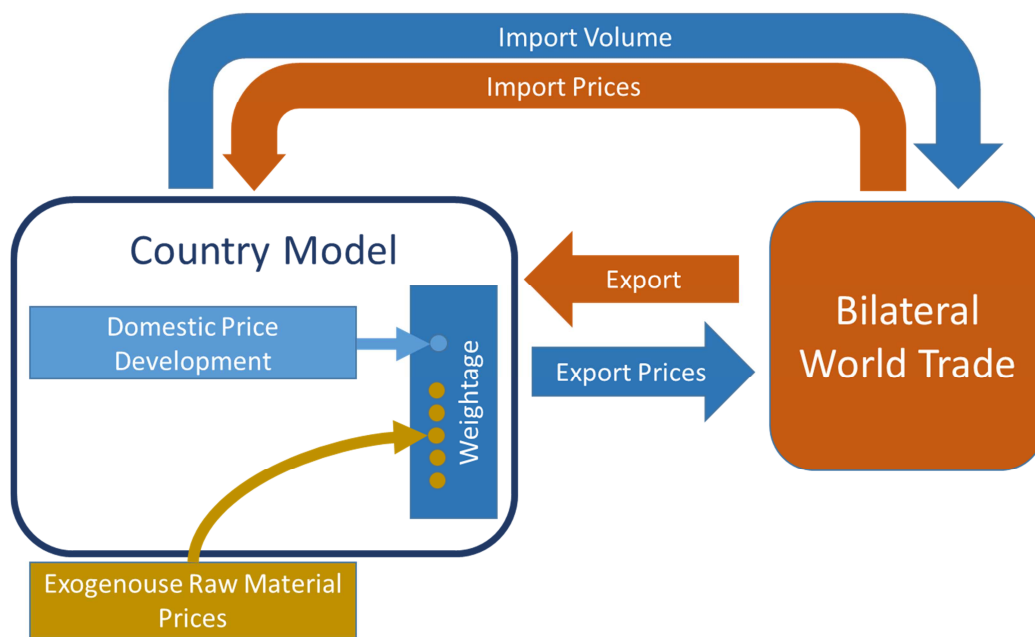 Import Volume
Import Prices
Country Model
Domestic Price
Development
Weightage
Export
Export Prices
Bilateral
World Trade
Exogenouse Raw Material
Prices